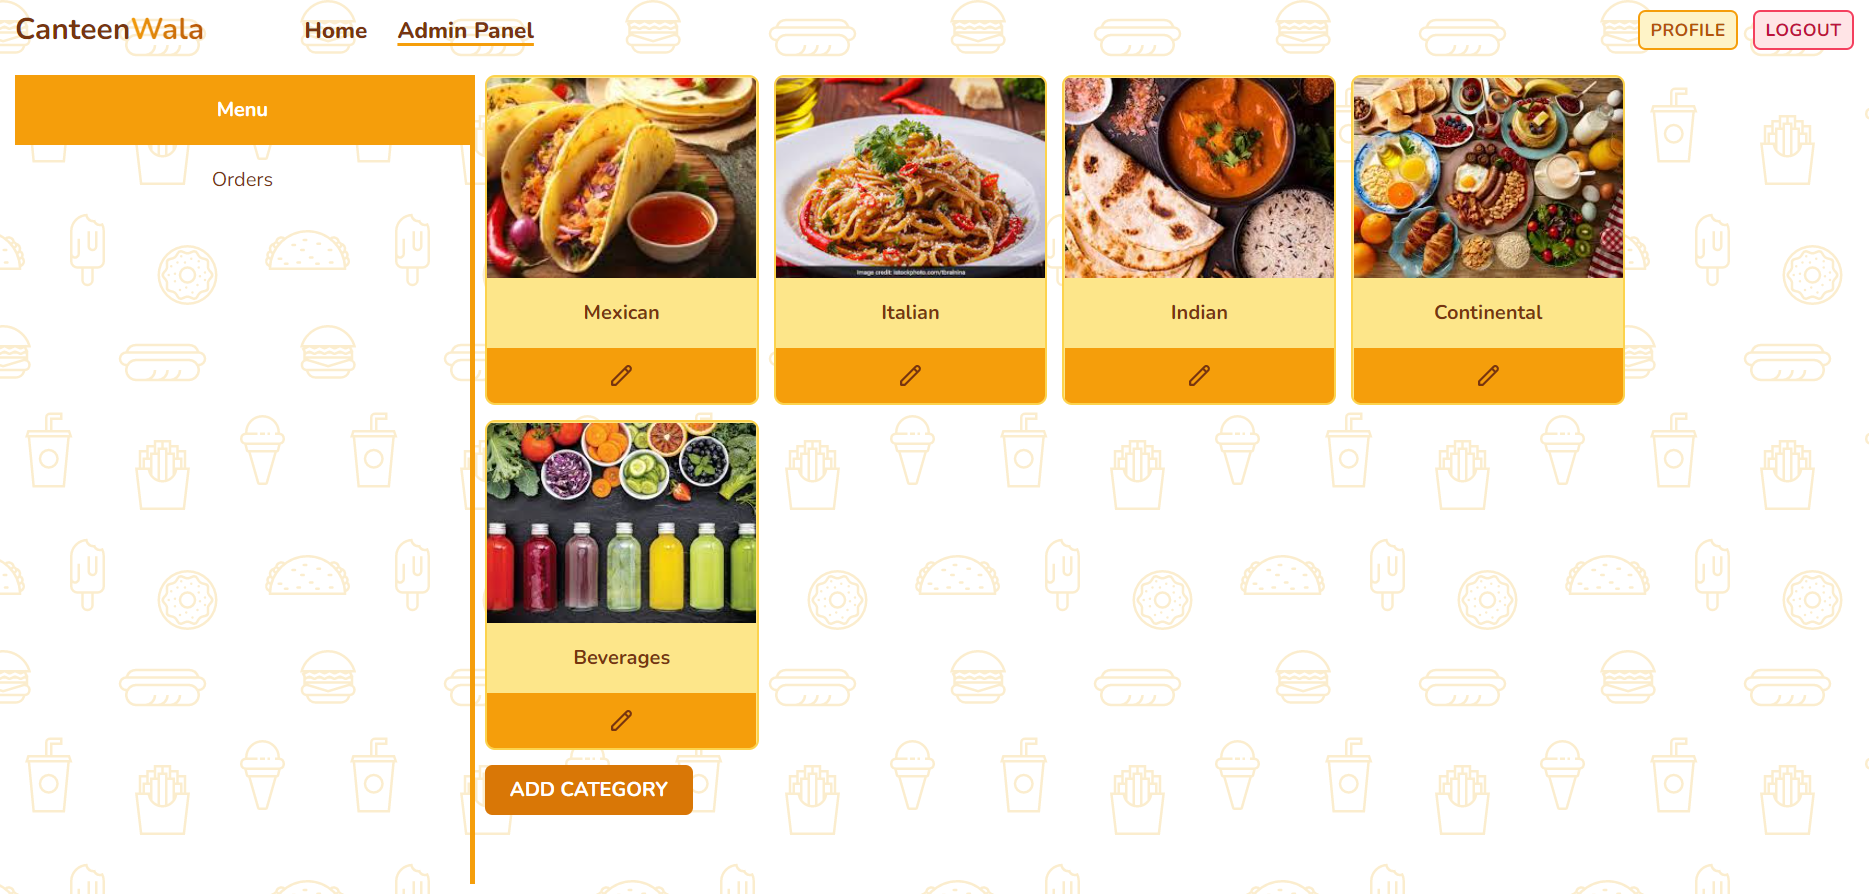 CanteenWala
Home
Admin Panel
PROFILE
LOGOUT
Menu
Orders
Image credit: istockphoto.com/fbrainina
Mexican
Italian
Indian
Continental
Beverages
ADD CATEGORY